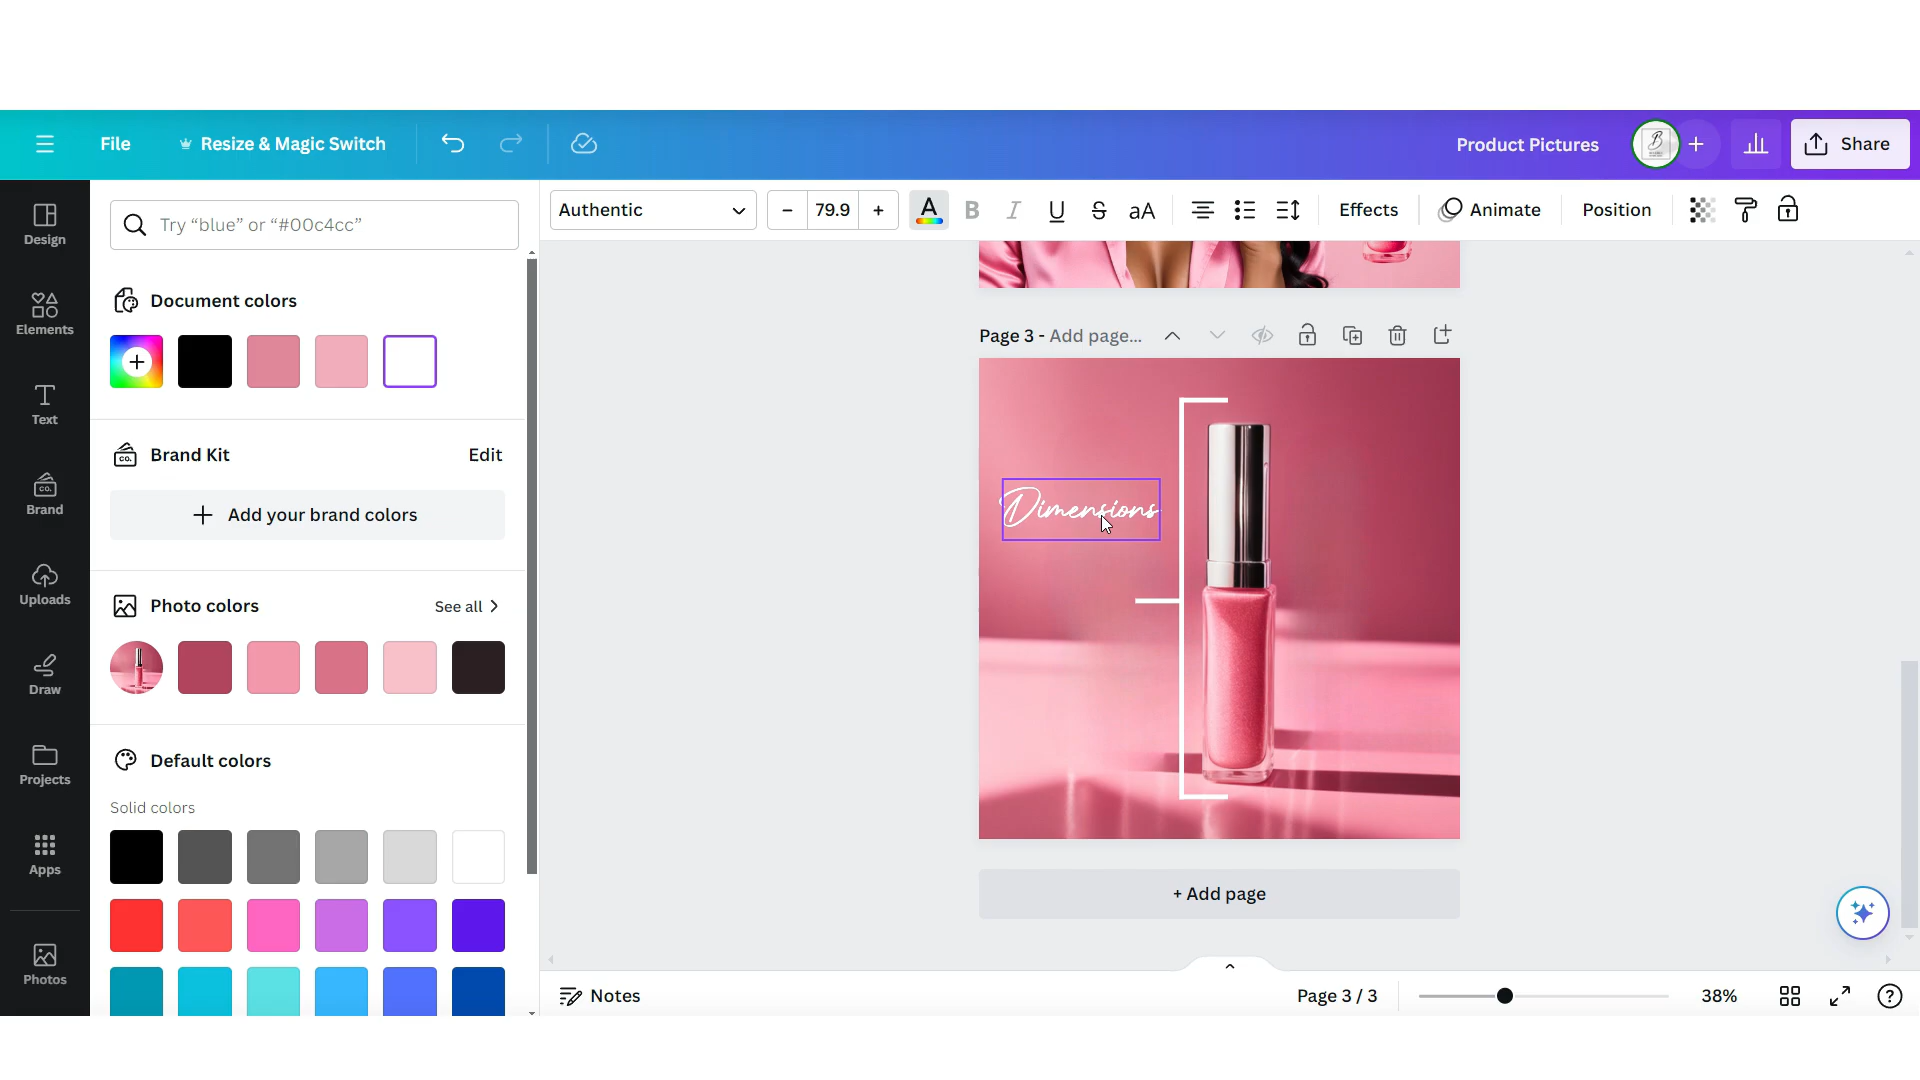 File
Resize & Magic Switch
Product Pictures
Share
Design
Elements
Text
Brand
Uploads
Draw
Projects
Apps
Photos
Try “blue” or “#00c4cc”
Document colors
Brand Kit
Edit
CO.
Add your brand colors
Photo colors
See all
Default colors
Solid colors
Authentic
79.9
A
B
I
U
S
aA
Effects
Animate
Position
Page 3 - Add page...
Dimensions
+ Add page
Notes
Page 3 / 3
38%